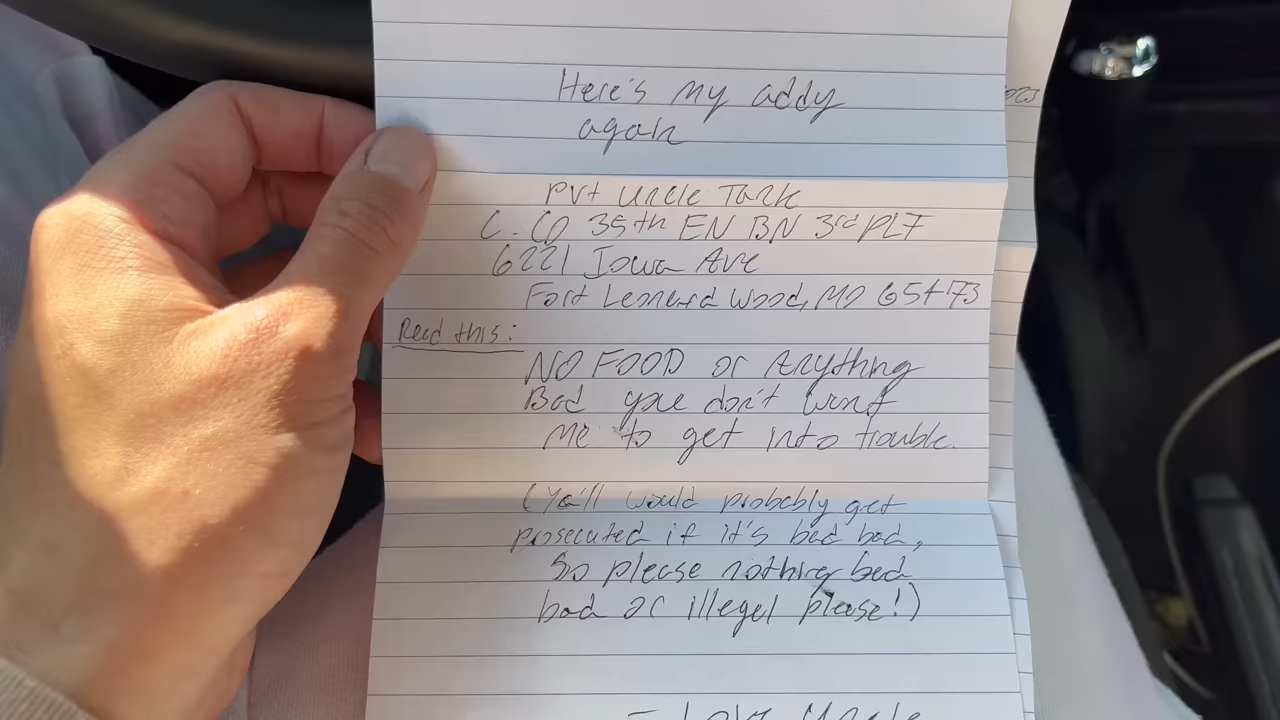 Here's my addy
again
Pvt Uncle Tank
C. CO 35th EN BN 3rd PLT
6221 Iowa Ave
Fort Leonard Wood, MO 65473
Read this:
NO FOOD or Anything
Bad you don't want
me to get into trouble.
(Ya'll would probably get
prosecuted if it's bad bad,
So please nothing bad
bad or illegal please!)
- Love Uncle